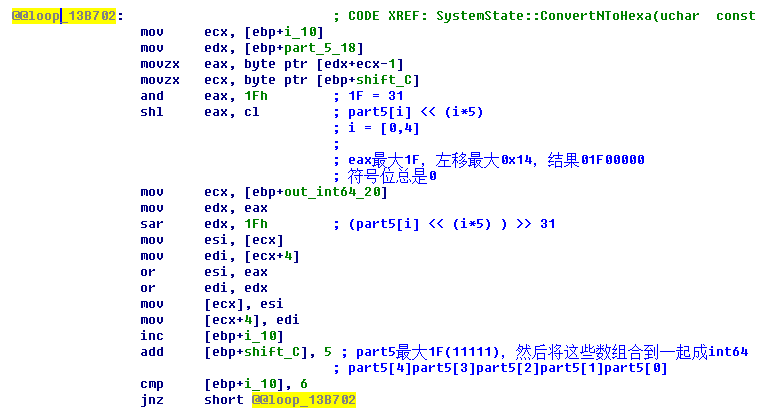 @@loop_13B702: ; CODE XREF: SystemState::ConvertNToHexa(uchar const
mov ecx, [ebp+i_10]
mov edx, [ebp+part_5_18]
movzx eax, byte ptr [edx+ecx-1]
movzx ecx, byte ptr [ebp+shift_C]
and eax, 1Fh ; 1F = 31
shl eax, cl ; part5[i] << (i*5)
; i = [0,4]
;
; eax最大1F，左移最大0x14，结果01F00000
; 符号位总是0
mov ecx, [ebp+out_int64_20]
mov edx, eax
sar edx, 1Fh ; (part5[i] << (i*5) ) >> 31
mov esi, [ecx]
mov edi, [ecx+4]
or esi, eax
or edi, edx
mov [ecx], esi
mov [ecx+4], edi
inc [ebp+i_10]
add [ebp+shift_C], 5 ; part5最大1F(11111)，然后将这些数组合到一起成int64
; part5[4]part5[3]part5[2]part5[1]part5[0]
cmp [ebp+i_10], 6
jnz short @@loop_13B702